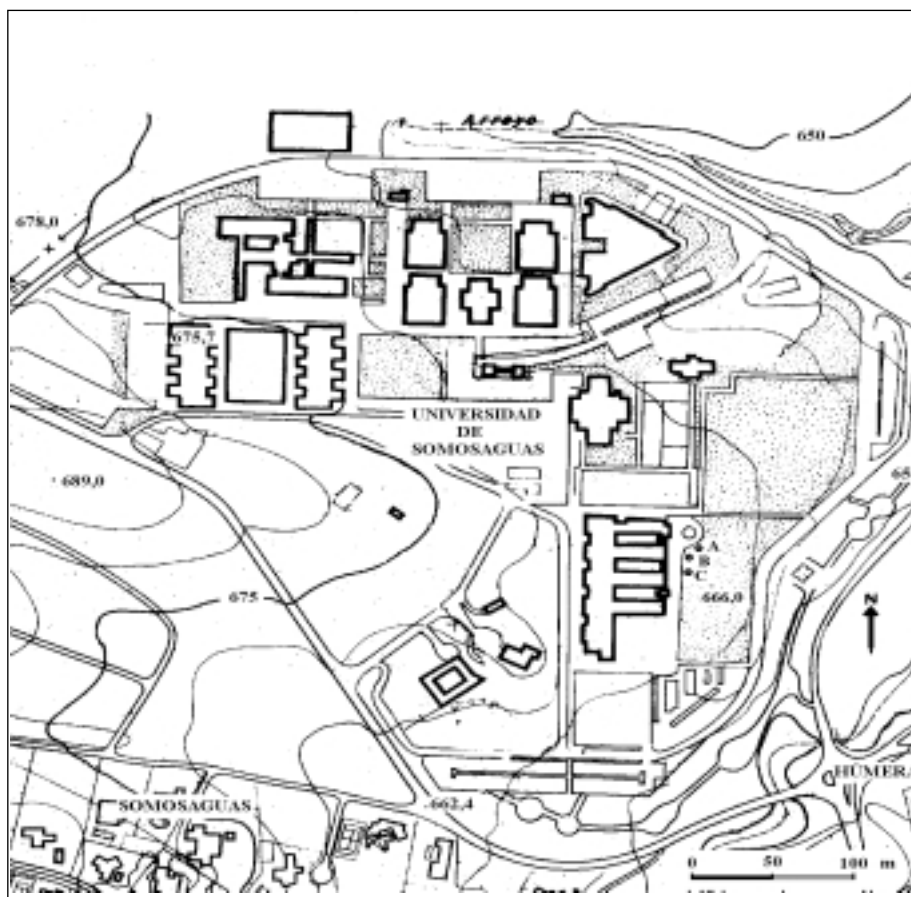 Arroyo
650
678,0
675,7
UNIVERSIDAD
DE
SOMOSAGUAS
689,0
A
B
C
675
666,0
N
HÚMERA
SOMOSAGUAS
662,4
0 50 100 m